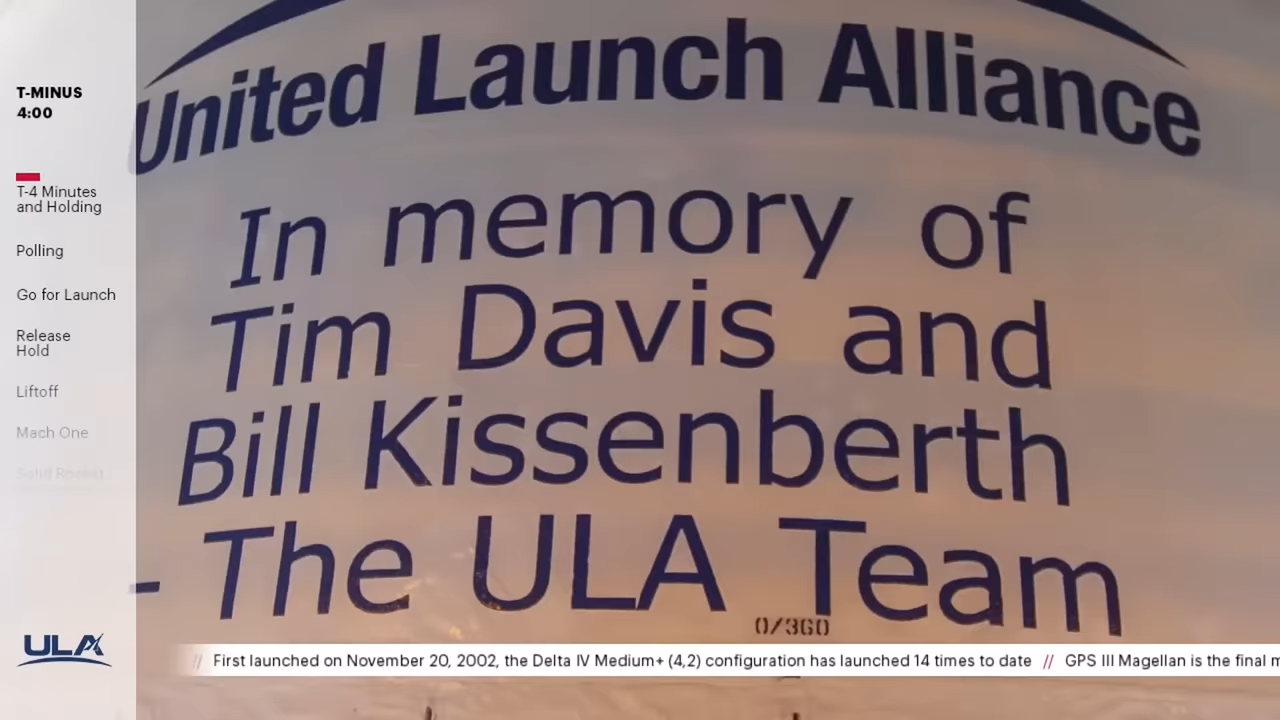 T-MINUS
4:00
T-4 Minutes
and Holding
Polling
Go for Launch
Release
Hold
Liftoff
Mach One
Solid Rocket
ULA
United Launch Alliance
In memory of
Tim Davis and
Bill Kissenberth
- The ULA Team
0/360
// First launched on November 20, 2002, the Delta IV Medium+ (4,2) configuration has launched 14 times to date // GPS III Magellan is the final m